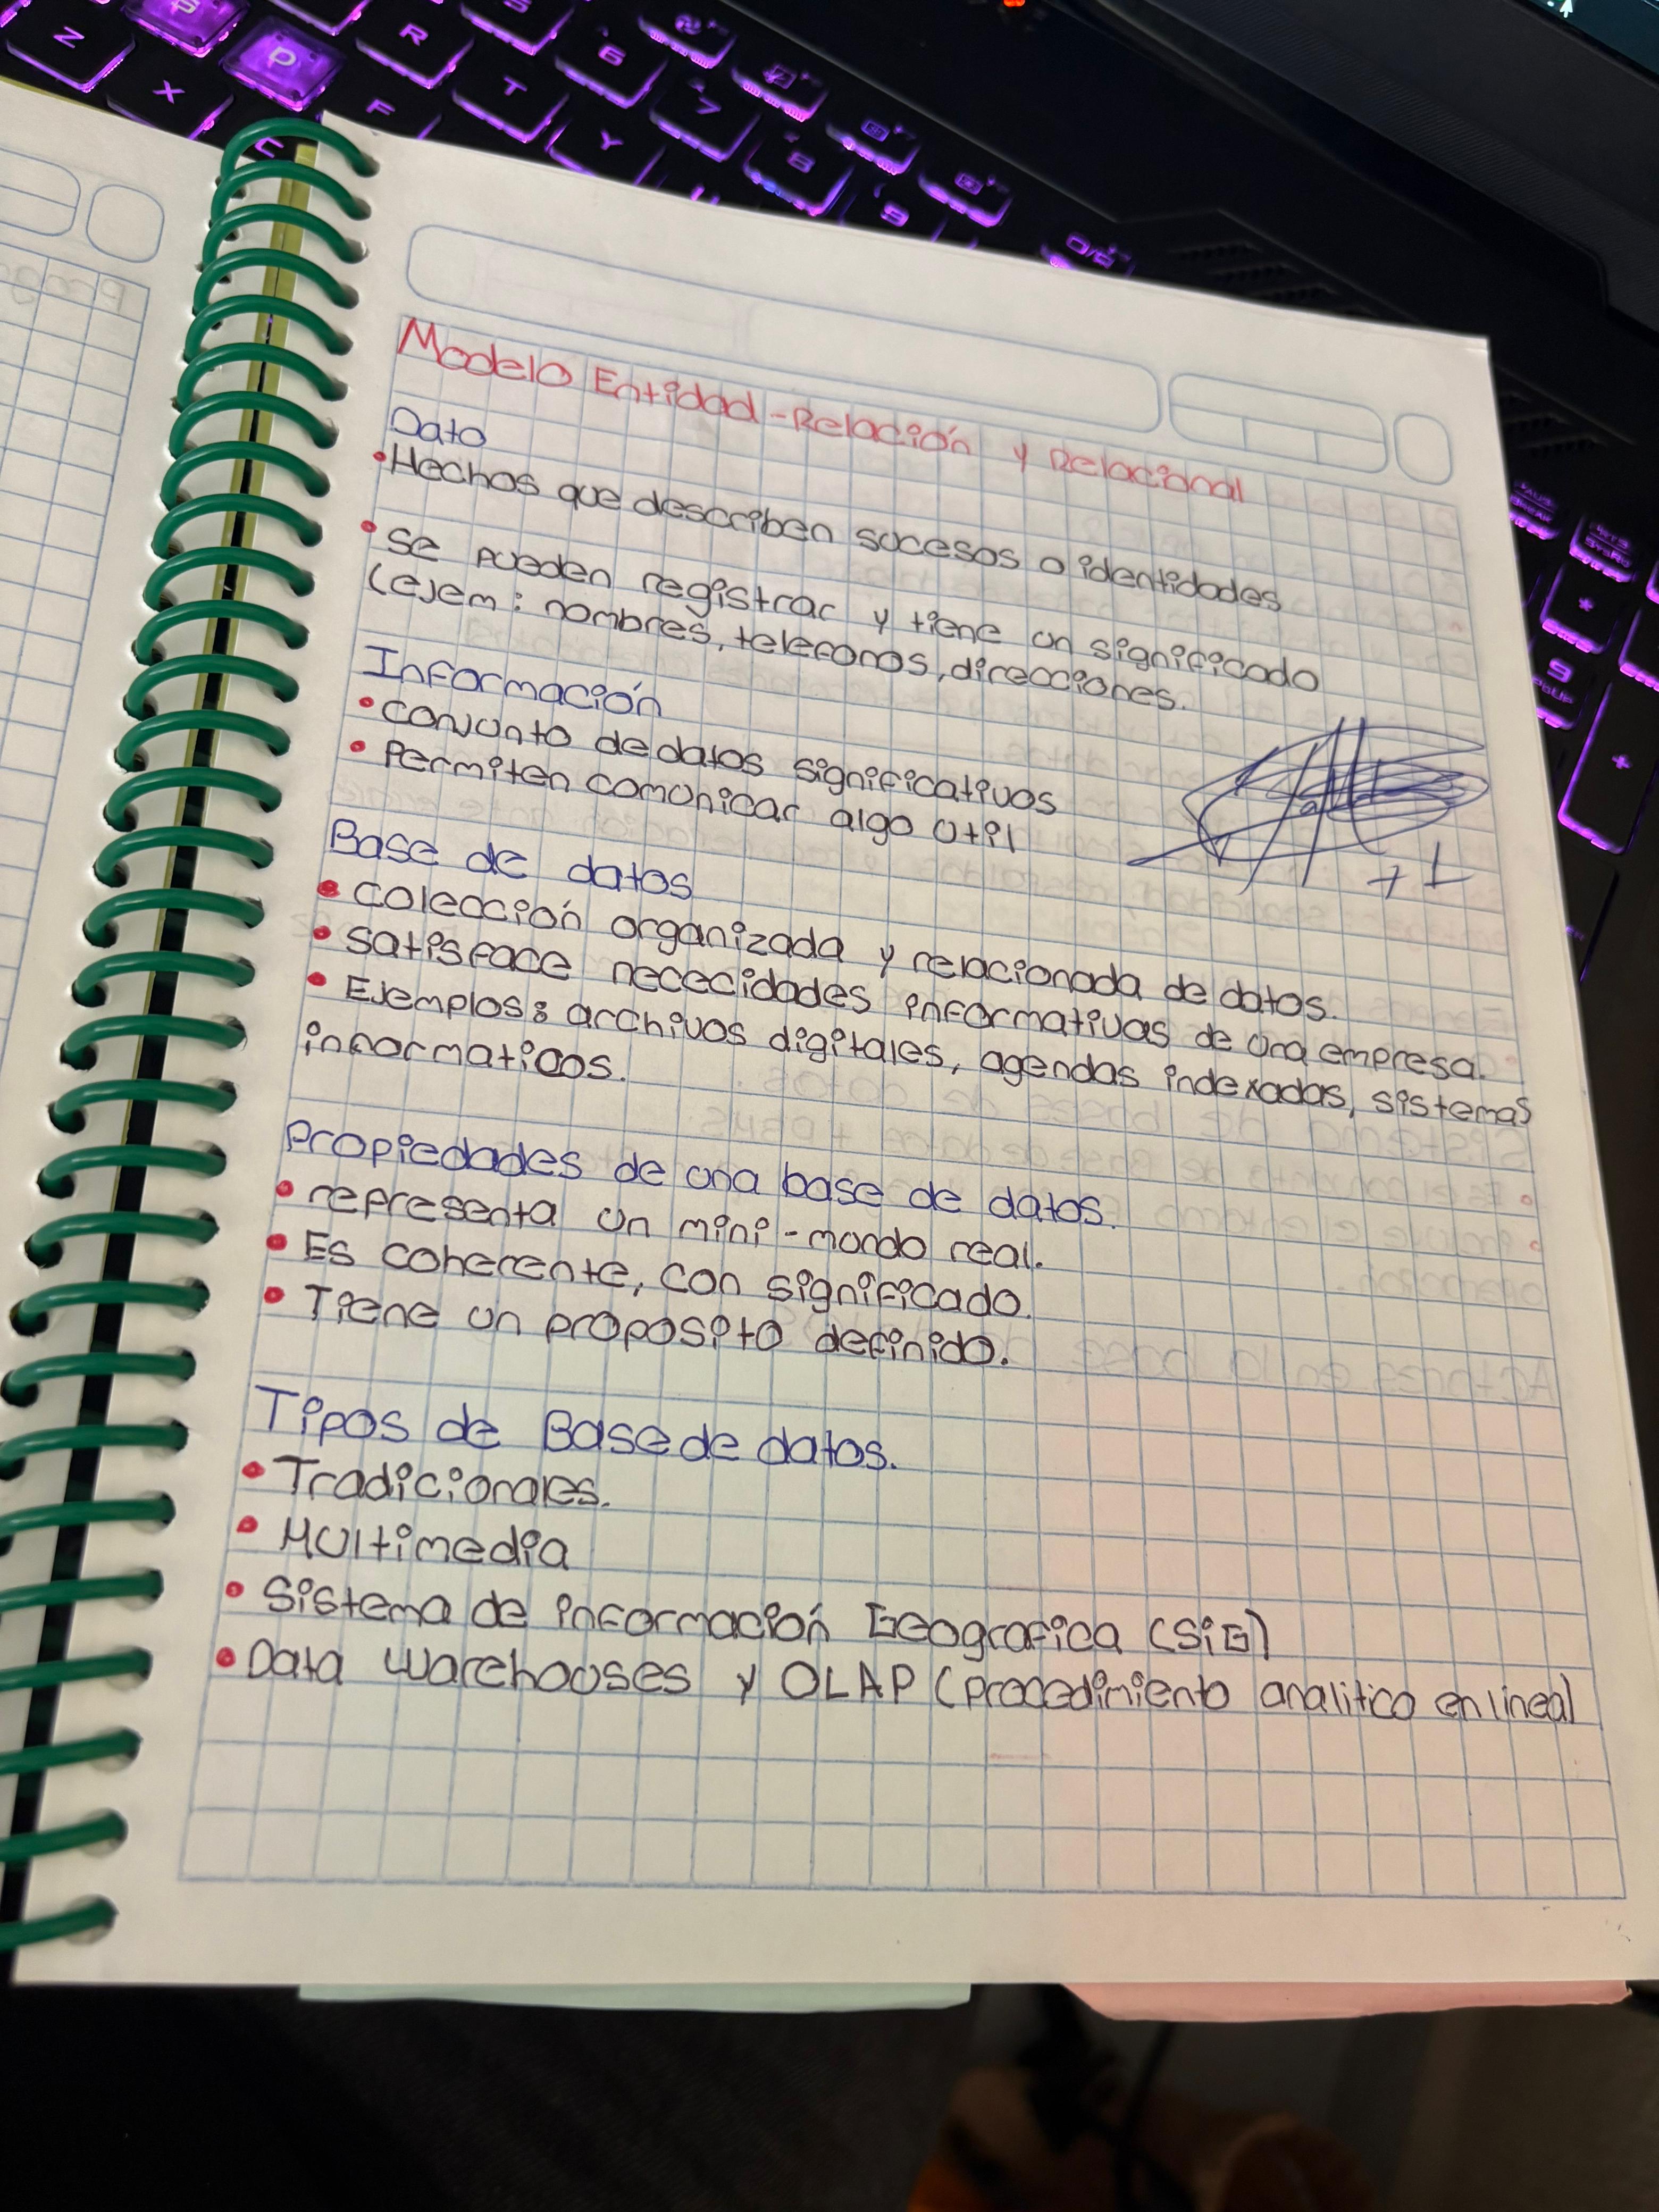 Modelo Entidad-Relación y Relacional
Dato
•Hechos que describen sucesos o identidades
•Se pueden registrar y tiene un significado
(ejem: nombres, telefonos, direcciones.
Información
•conjunto de datos significativos
•Permiten comunicar algo util
+1
Base de datos
•colección organizada y relacionada de datos.
•satisface nececidades informativas de una empresa.
•Ejemplos: archivos digitales, agendas indexadas, sistemas
informaticos.
Propiedades de una base de datos.
•representa un mini-mundo real.
•Es coherente, con significado.
•Tiene un proposito definido.
Tipos de Base de datos.
•Tradicionales.
•Multimedia
•Sistema de información Geografica (SiG)
•Data warehouses y OLAP (procedimiento analitico en linea)